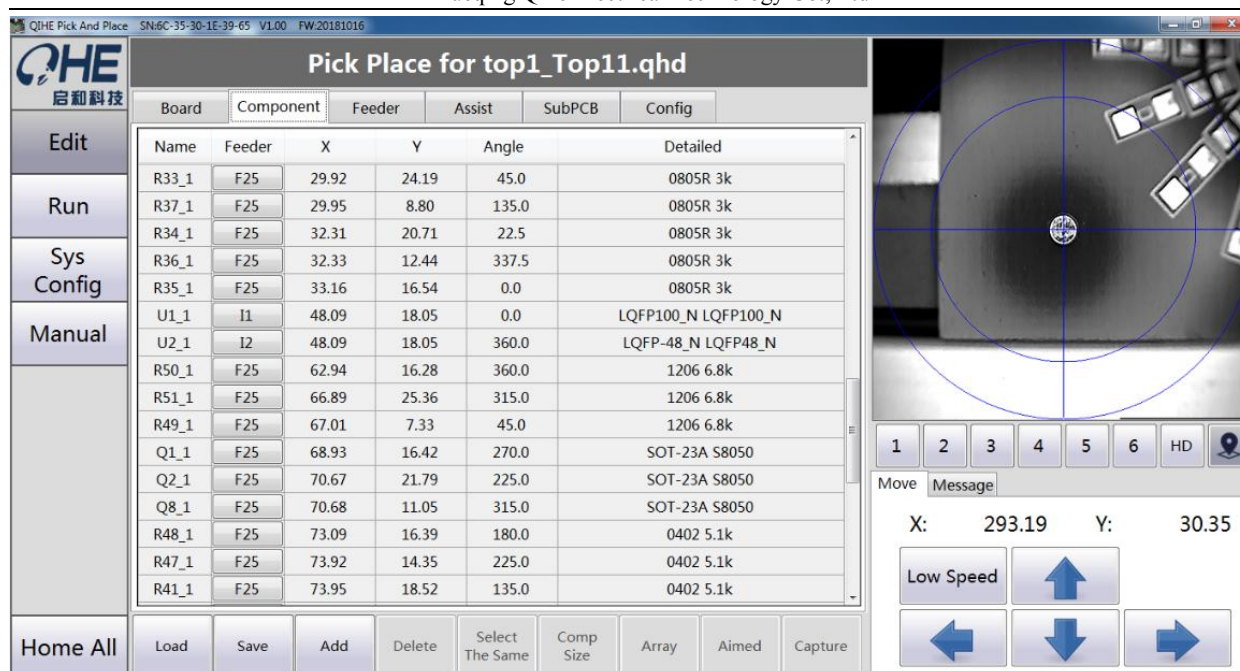 QIHE Pick And Place SN:6C-35-30-1E-39-65 V1.00 FW:20181016
QHE
启和科技
Pick Place for top1_Top11.qhd
Board Component Feeder Assist SubPCB Config
Edit
Run
Sys
Config
Manual
Home All
Name Feeder X Y Angle Detailed
R33_1 F25 29.92 24.19 45.0 0805R 3k
R37_1 F25 29.95 8.80 135.0 0805R 3k
R34_1 F25 32.31 20.71 22.5 0805R 3k
R36_1 F25 32.33 12.44 337.5 0805R 3k
R35_1 F25 33.16 16.54 0.0 0805R 3k
U1_1 I1 48.09 18.05 0.0 LQFP100_N LQFP100_N
U2_1 I2 48.09 18.05 360.0 LQFP-48_N LQFP48_N
R50_1 F25 62.94 16.28 360.0 1206 6.8k
R51_1 F25 66.89 25.36 315.0 1206 6.8k
R49_1 F25 67.01 7.33 45.0 1206 6.8k
Q1_1 F25 68.93 16.42 270.0 SOT-23A S8050
Q2_1 F25 70.67 21.79 225.0 SOT-23A S8050
Q8_1 F25 70.68 11.05 315.0 SOT-23A S8050
R48_1 F25 73.09 16.39 180.0 0402 5.1k
R47_1 F25 73.92 14.35 225.0 0402 5.1k
R41_1 F25 73.95 18.52 135.0 0402 5.1k
Load Save Add Delete Select The Same Comp Size Array Aimed Capture
1 2 3 4 5 6 HD
Move Message
X: 293.19 Y: 30.35
Low Speed